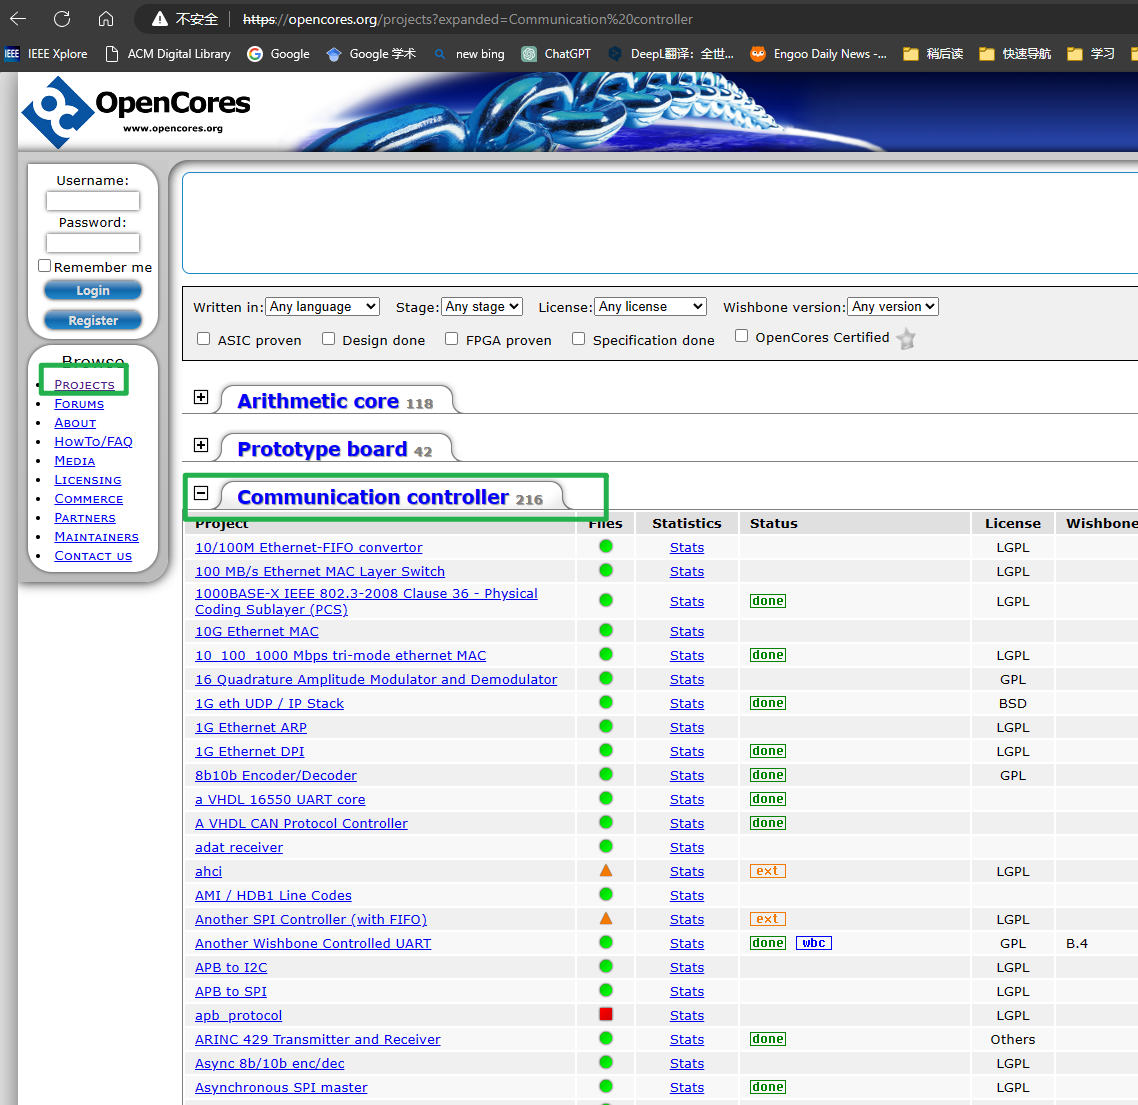 不安全 https://opencores.org/projects?expanded=Communication%20controller
IEEE IEEE Xplore ACM Digital Library Google Google 学术 new bing ChatGPT DeepL翻译：全世... Engoo Daily News -... 稍后读 快速导航 学习
OpenCores
www.opencores.org
Username:
Password:
Remember me
Login
Register
Browse
PROJECTS
FORUMS
ABOUT
HOWTO/FAQ
MEDIA
LICENSING
COMMERCE
PARTNERS
MAINTAINERS
CONTACT US
Written in: Any language Stage: Any stage License: Any license Wishbone version: Any version
ASIC proven Design done FPGA proven Specification done OpenCores Certified
Arithmetic core 118
Prototype board 42
Communication controller 216
Project Files Statistics Status License Wishbone
10/100M Ethernet-FIFO convertor Stats LGPL
100 MB/s Ethernet MAC Layer Switch Stats LGPL
1000BASE-X IEEE 802.3-2008 Clause 36 - Physical
Coding Sublayer (PCS) Stats done LGPL
10G Ethernet MAC Stats
10_100_1000 Mbps tri-mode ethernet MAC Stats done LGPL
16 Quadrature Amplitude Modulator and Demodulator Stats GPL
1G eth UDP / IP Stack Stats done BSD
1G Ethernet ARP Stats LGPL
1G Ethernet DPI Stats done LGPL
8b10b Encoder/Decoder Stats done GPL
a VHDL 16550 UART core Stats done
A VHDL CAN Protocol Controller Stats done
adat receiver Stats
ahci Stats ext LGPL
AMI / HDB1 Line Codes Stats
Another SPI Controller (with FIFO) Stats ext LGPL
Another Wishbone Controlled UART Stats done wbc GPL B.4
APB to I2C Stats LGPL
APB to SPI Stats LGPL
apb_protocol Stats LGPL
ARINC 429 Transmitter and Receiver Stats done Others
Async 8b/10b enc/dec Stats LGPL
Asynchronous SPI master Stats done LGPL